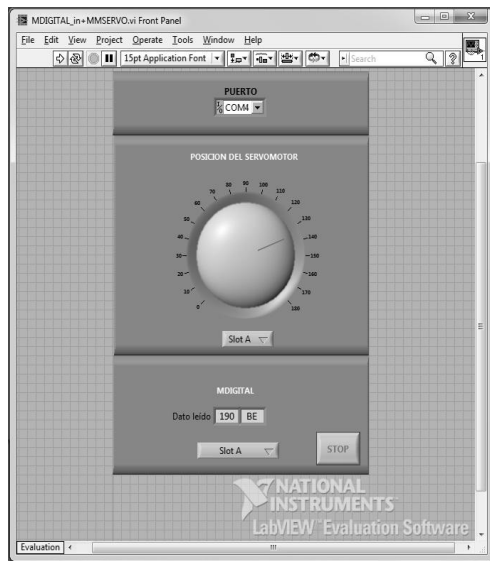 MDIGITAL_in+MMSERVO.vi Front Panel
File Edit View Project Operate Tools Window Help
15pt Application Font Search ? 1
PUERTO
I/O COM4
POSICION DEL SERVOMOTOR
0 10 20 30 40 50 60 70 80 90 100 110 120 130 140 150 160 170 180
Slot A
MDIGITAL
Dato leído 190 BE
Slot A STOP
NATIONAL
INSTRUMENTS
LabVIEW™ Evaluation Software
Evaluation